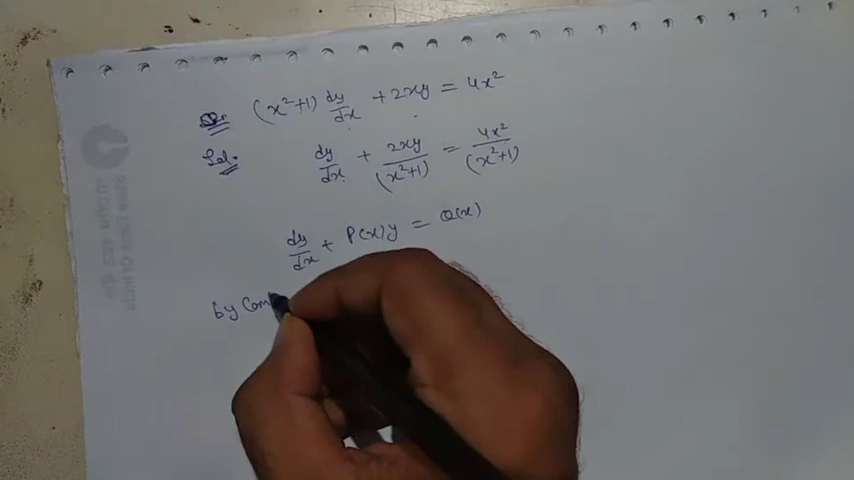 Q:- (x²+1) dy/dx + 2xy = 4x²
Sol:- dy/dx + 2xy/(x²+1) = 4x²/(x²+1)
dy/dx + P(x)y = Q(x)
by Com